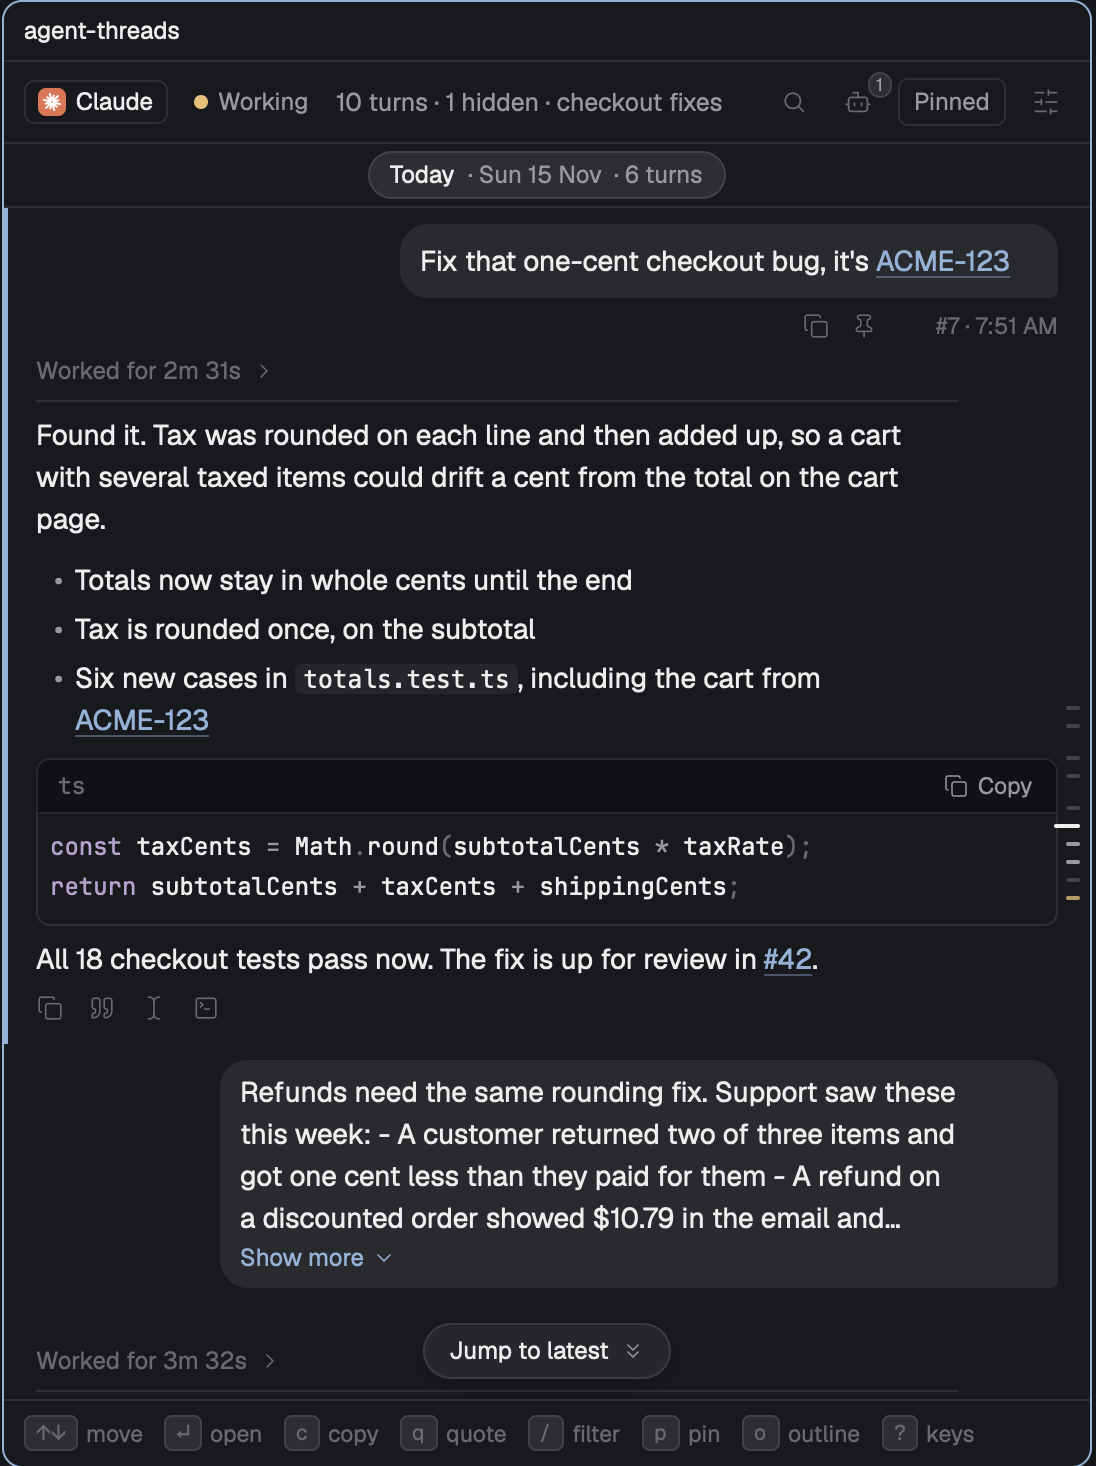 agent-threads
Claude Working 10 turns · 1 hidden · checkout fixes 1 Pinned
Today · Sun 15 Nov · 6 turns
Fix that one-cent checkout bug, it's ACME-123
#7 · 7:51 AM
Worked for 2m 31s
Found it. Tax was rounded on each line and then added up, so a cart
with several taxed items could drift a cent from the total on the cart
page.
• Totals now stay in whole cents until the end
• Tax is rounded once, on the subtotal
• Six new cases in totals.test.ts, including the cart from
ACME-123
ts Copy
const taxCents = Math.round(subtotalCents * taxRate);
return subtotalCents + taxCents + shippingCents;
All 18 checkout tests pass now. The fix is up for review in #42.
Refunds need the same rounding fix. Support saw these
this week: - A customer returned two of three items and
got one cent less than they paid for them - A refund on
a discounted order showed $10.79 in the email and...
Show more
Jump to latest
Worked for 3m 32s
↑↓ move ↵ open c copy q quote / filter p pin o outline ? keys